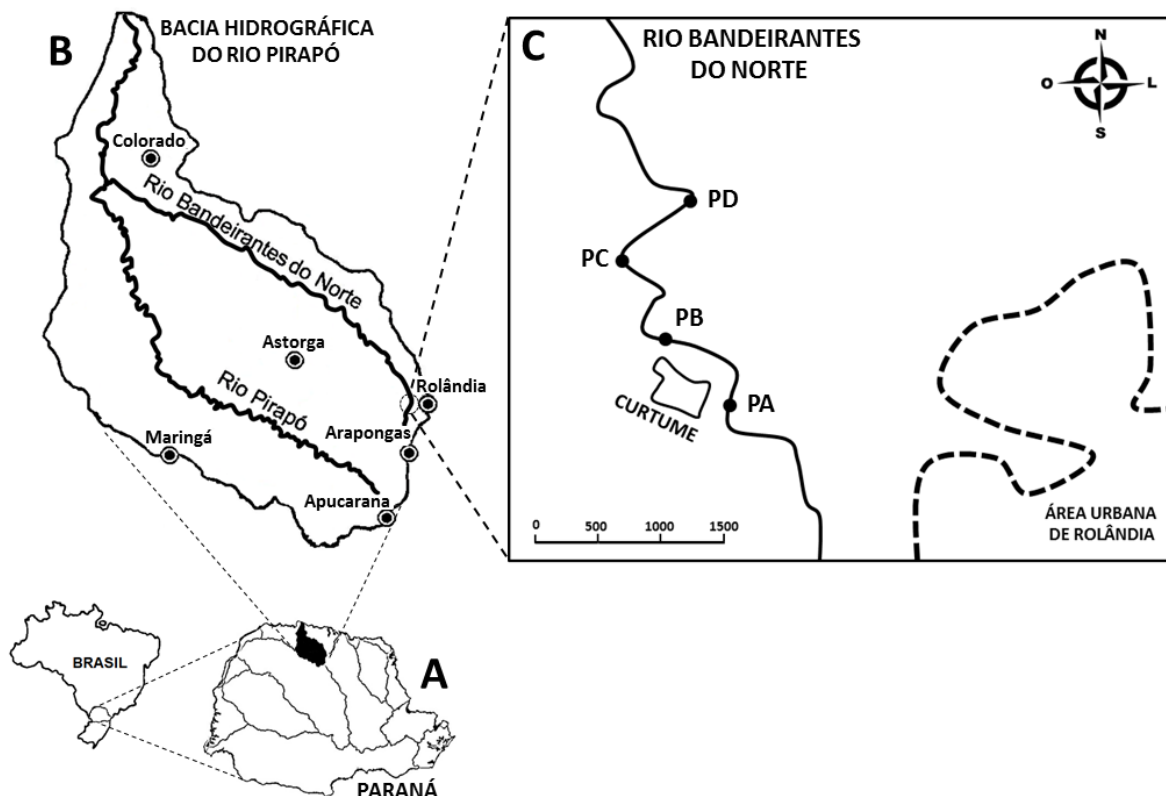 B
BACIA HIDROGRÁFICA
DO RIO PIRAPÓ
Colorado
Rio Bandeirantes do Norte
Astorga
Rio Pirapó
Rolândia
Maringá
Arapongas
Apucarana
C
RIO BANDEIRANTES
DO NORTE
N
O
L
S
PD
PC
PB
PA
CURTUME
0 500 1000 1500
ÁREA URBANA
DE ROLÂNDIA
BRASIL
A
PARANÁ